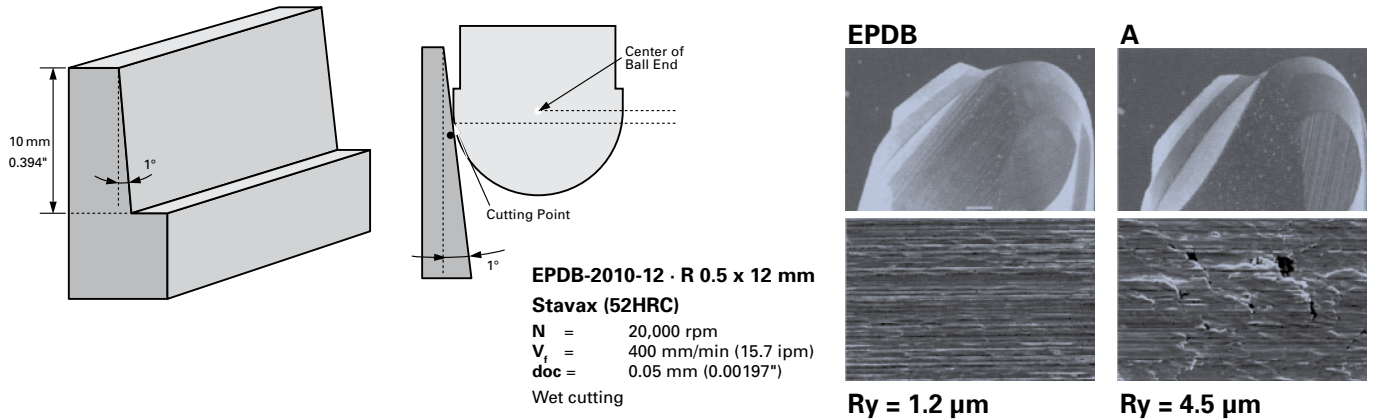 10 mm
0.394"
1°
Center of
Ball End
Cutting Point
1°
EPDB-2010-12 · R 0.5 x 12 mm
Stavax (52HRC)
N = 20,000 rpm
Vf = 400 mm/min (15.7 ipm)
doc = 0.05 mm (0.00197")
Wet cutting
EPDB
A
Ry = 1.2 µm
Ry = 4.5 µm